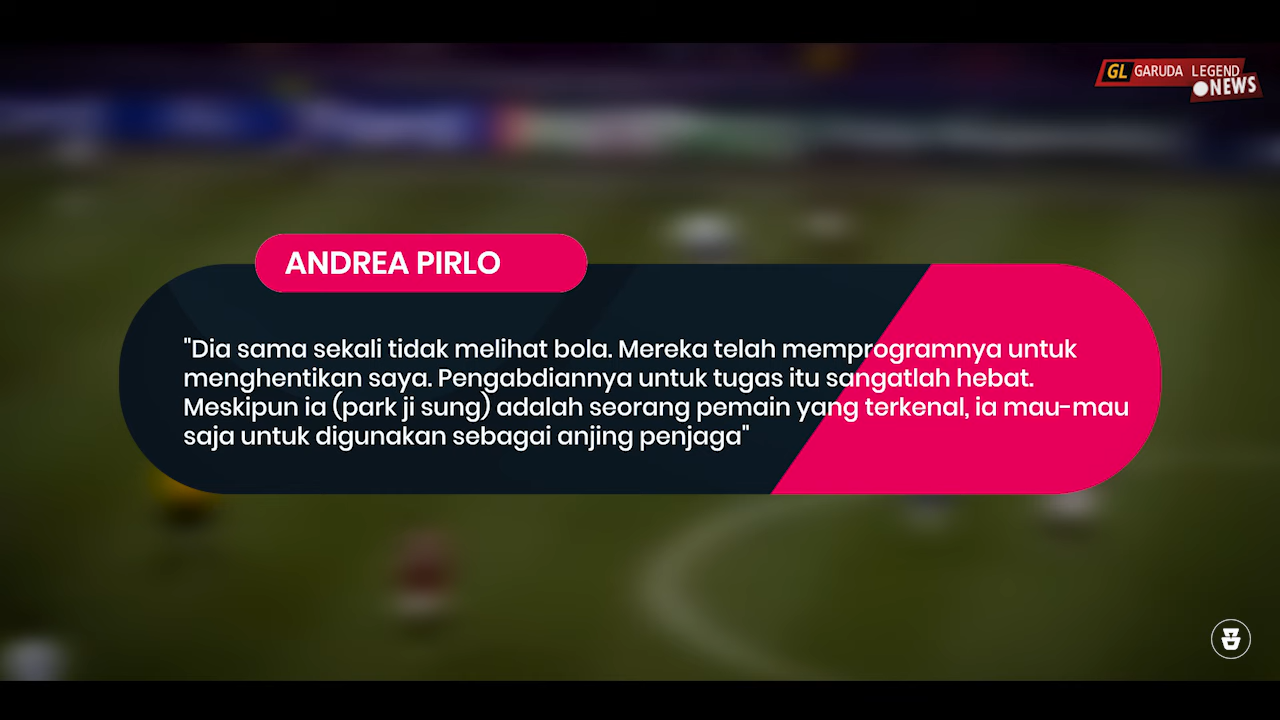 GL GARUDA LEGEND
NEWS
ANDREA PIRLO
"Dia sama sekali tidak melihat bola. Mereka telah memprogramnya untuk
menghentikan saya. Pengabdiannya untuk tugas itu sangatlah hebat.
Meskipun ia (park ji sung) adalah seorang pemain yang terkenal, ia mau-mau
saja untuk digunakan sebagai anjing penjaga"